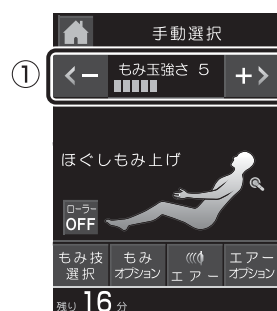 手動選択
①
もみ玉強さ 5
ほぐしもみ上げ
ローラー
OFF
もみ技
選択
もみ
オプション
エアー
エアー
オプション
残り 16 分